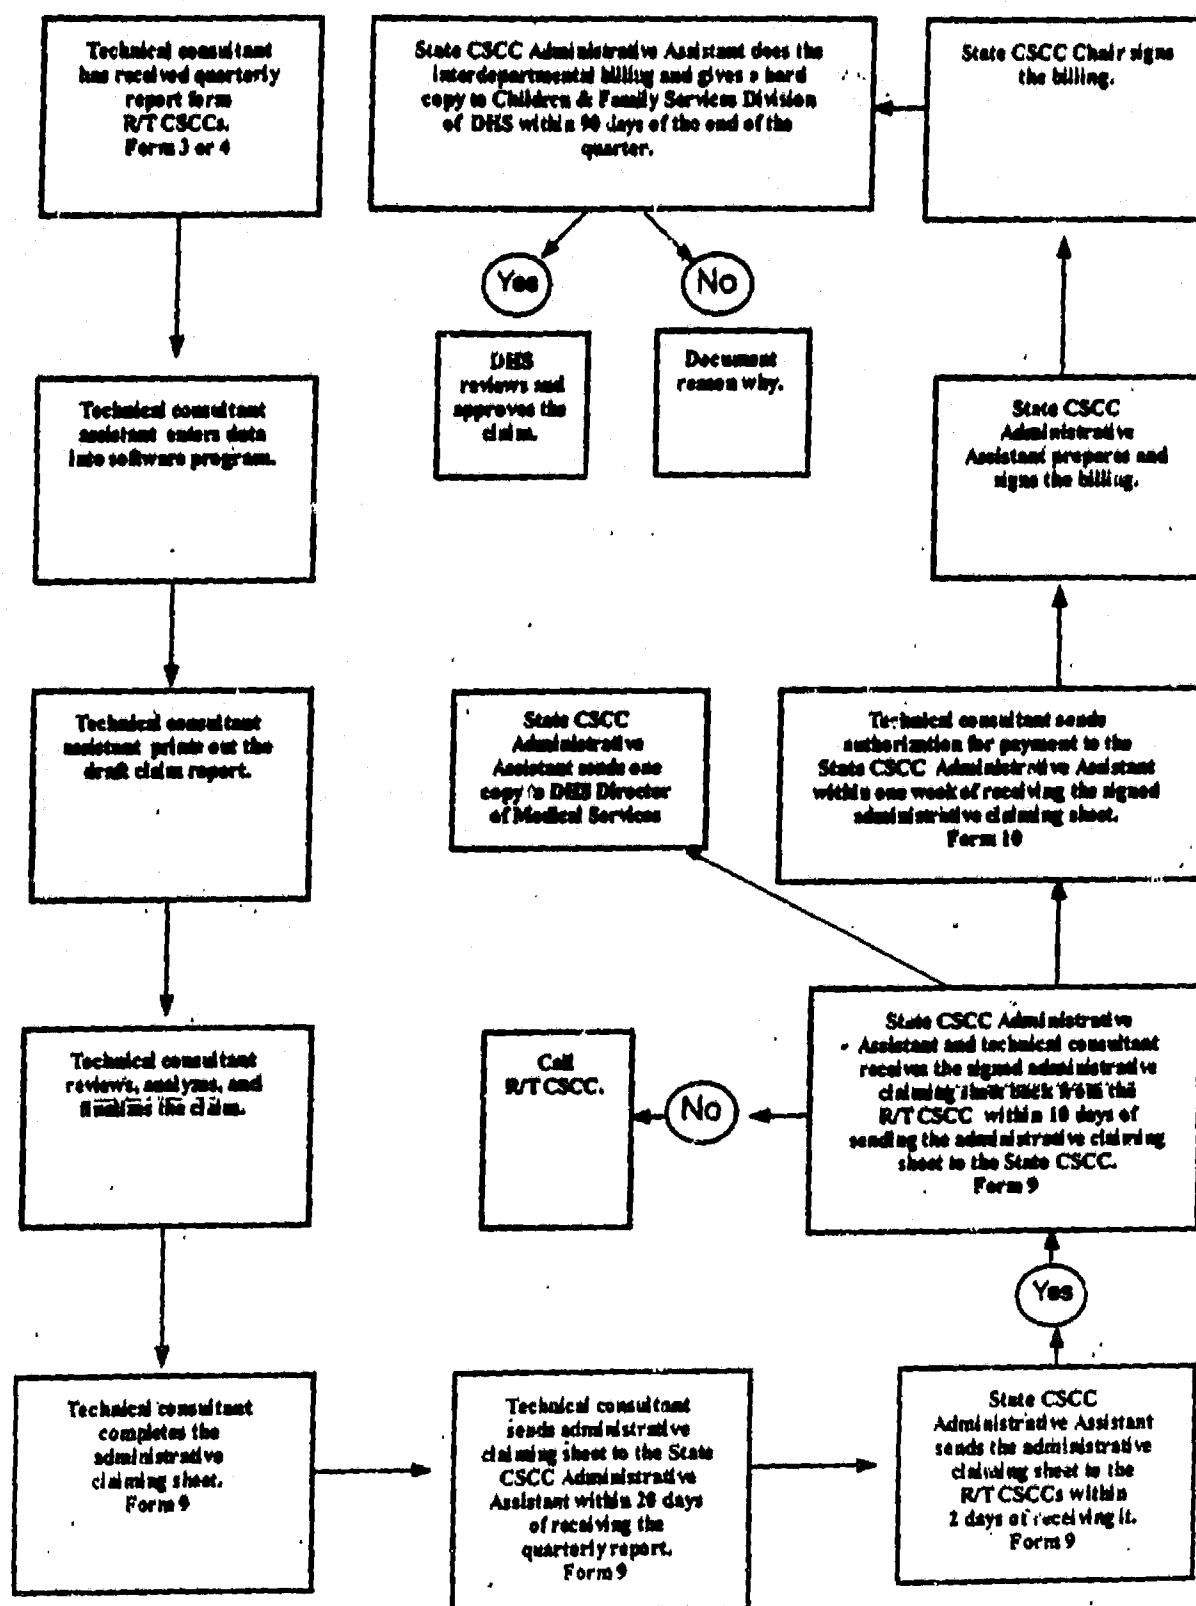 Technical consultant
has received quarterly
report form
R/T CSCCs.
Form 3 or 4
State CSCC Administrative Assistant does the
Interdepartmental billing and gives a hard
copy to Children & Family Services Division
of DHS within 90 days of the end of the
quarter.
State CSCC Chair signs
the billing.
Yes
No
DHS
reviews and
approves the
claim.
Document
reason why.
Technical consultant
assistant enters data
into software program.
State CSCC
Administrative
Assistant prepares and
signs the billing.
Technical consultant
assistant prints out the
draft claim report.
State CSCC
Administrative
Assistant sends one
copy to DHS Director
of Medical Services
Technical consultant sends
authorization for payment to the
State CSCC Administrative Assistant
within one week of receiving the signed
administrative claiming sheet.
Form 10
Technical consultant
reviews, analyzes, and
finalizes the claim.
Call
R/T CSCC.
No
State CSCC Administrative
Assistant and technical consultant
receives the signed administrative
claiming sheet back from the
R/T CSCC within 10 days of
sending the administrative claiming
sheet to the State CSCC.
Form 9
Yes
Technical consultant
completes the
administrative
claiming sheet.
Form 9
Technical consultant
sends administrative
claiming sheet to the State
CSCC Administrative
Assistant within 20 days
of receiving the
quarterly report.
Form 9
State CSCC
Administrative Assistant
sends the administrative
claiming sheet to the
R/T CSCCs within
2 days of receiving it.
Form 9